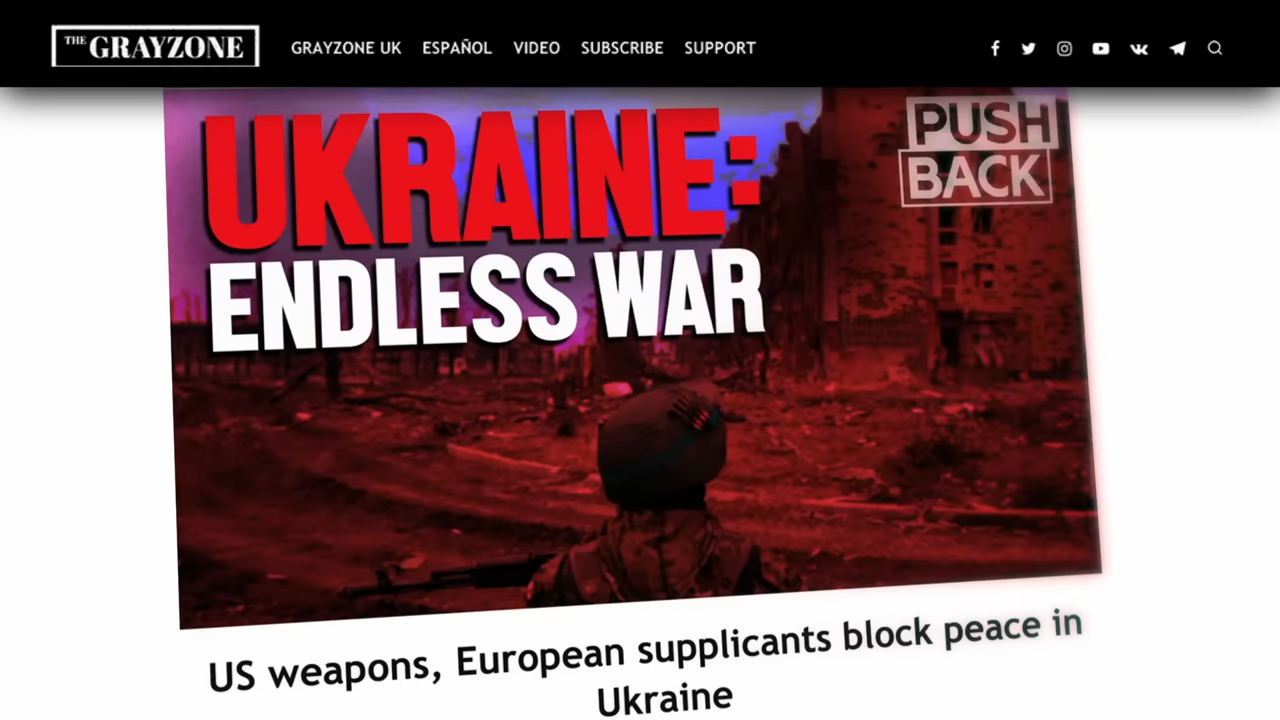 THE GRAYZONE
GRAYZONE UK ESPAÑOL VIDEO SUBSCRIBE SUPPORT
UKRAINE:
ENDLESS WAR
PUSH
BACK
US weapons, European supplicants block peace in
Ukraine